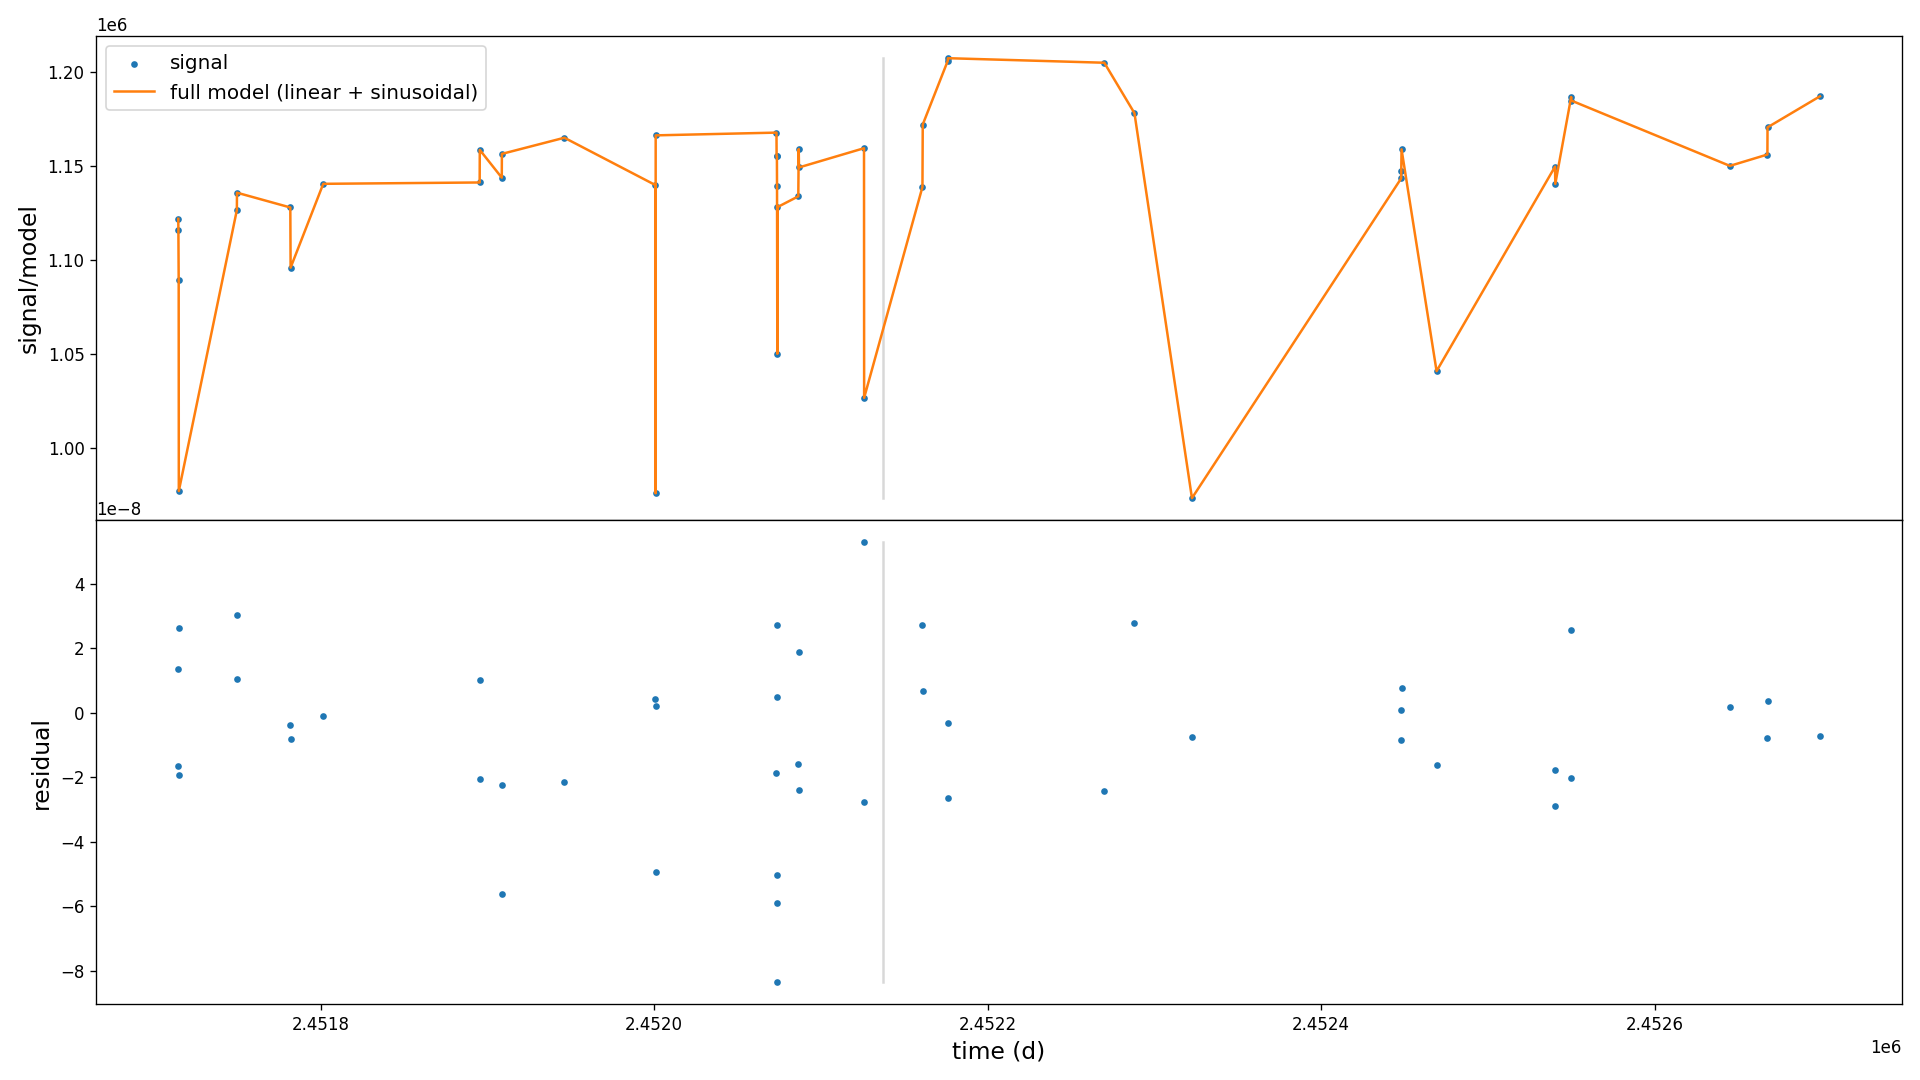 1e6
signal
full model (linear + sinusoidal)
1.20
1.15
1.10
1.05
1.00
signal/model
1e−8
4
2
0
−2
−4
−6
−8
residual
2.4518
2.4520
2.4522
2.4524
2.4526
time (d)
1e6